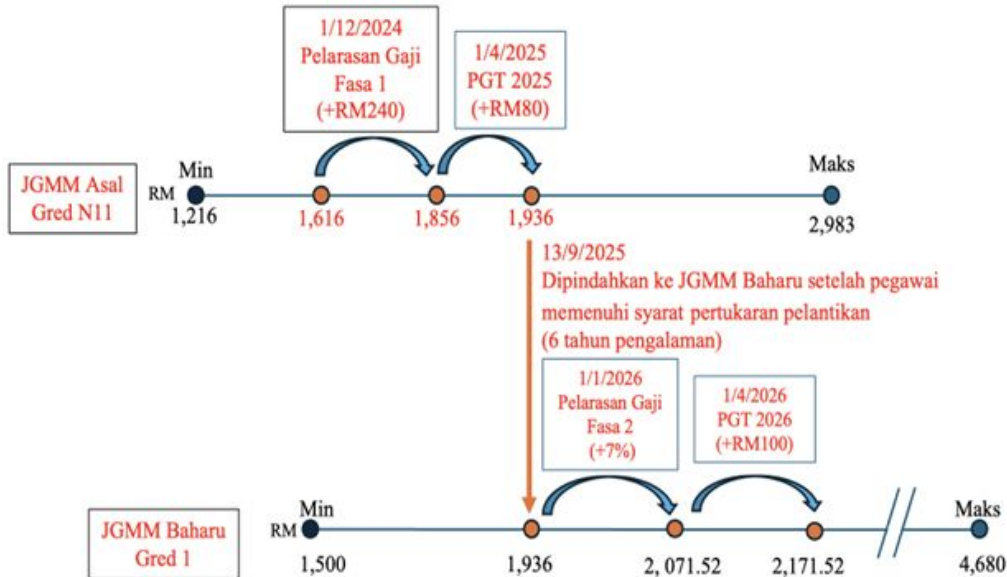 1/12/2024
Pelarasan Gaji
Fasa 1
(+RM240)
1/4/2025
PGT 2025
(+RM80)
JGMM Asal
Gred N11
Min
Maks
RM
1,216
1,616
1,856
1,936
2,983
13/9/2025
Dipindahkan ke JGMM Baharu setelah pegawai
memenuhi syarat pertukaran pelantikan
(6 tahun pengalaman)
1/1/2026
Pelarasan Gaji
Fasa 2
(+7%)
1/4/2026
PGT 2026
(+RM100)
JGMM Baharu
Gred 1
Min
Maks
RM
1,500
1,936
2, 071.52
2,171.52
4,680